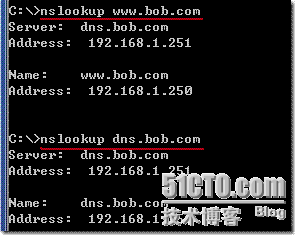 C:\>nslookup www.bob.com
Server:  dns.bob.com
Address:  192.168.1.251
Name:    www.bob.com
Address:  192.168.1.250
C:\>nslookup dns.bob.com
Server:  dns.bob.com
Address:  192.168.1.251
Name:    dns.bob.com
Address:  192.168.1
51CTO.com
技术博客 Blog